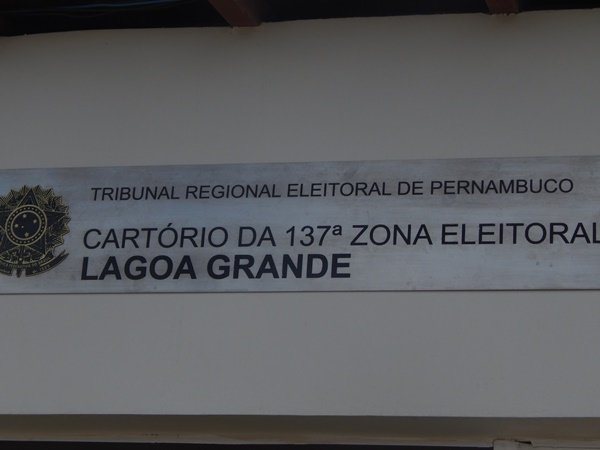 TRIBUNAL REGIONAL ELEITORAL DE PERNAMBUCO
CARTÓRIO DA 137ª ZONA ELEITORAL
LAGOA GRANDE